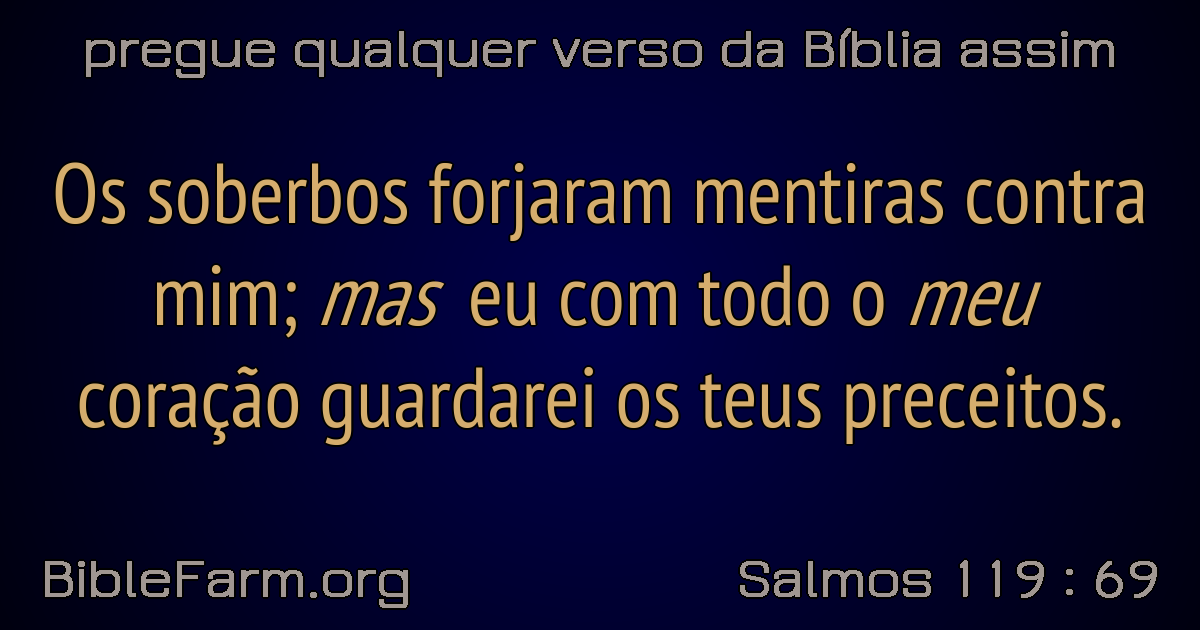 pregue qualquer verso da Bíblia assim
Os soberbos forjaram mentiras contra
mim; mas eu com todo o meu
coração guardarei os teus preceitos.
BibleFarm.org
Salmos 119 : 69